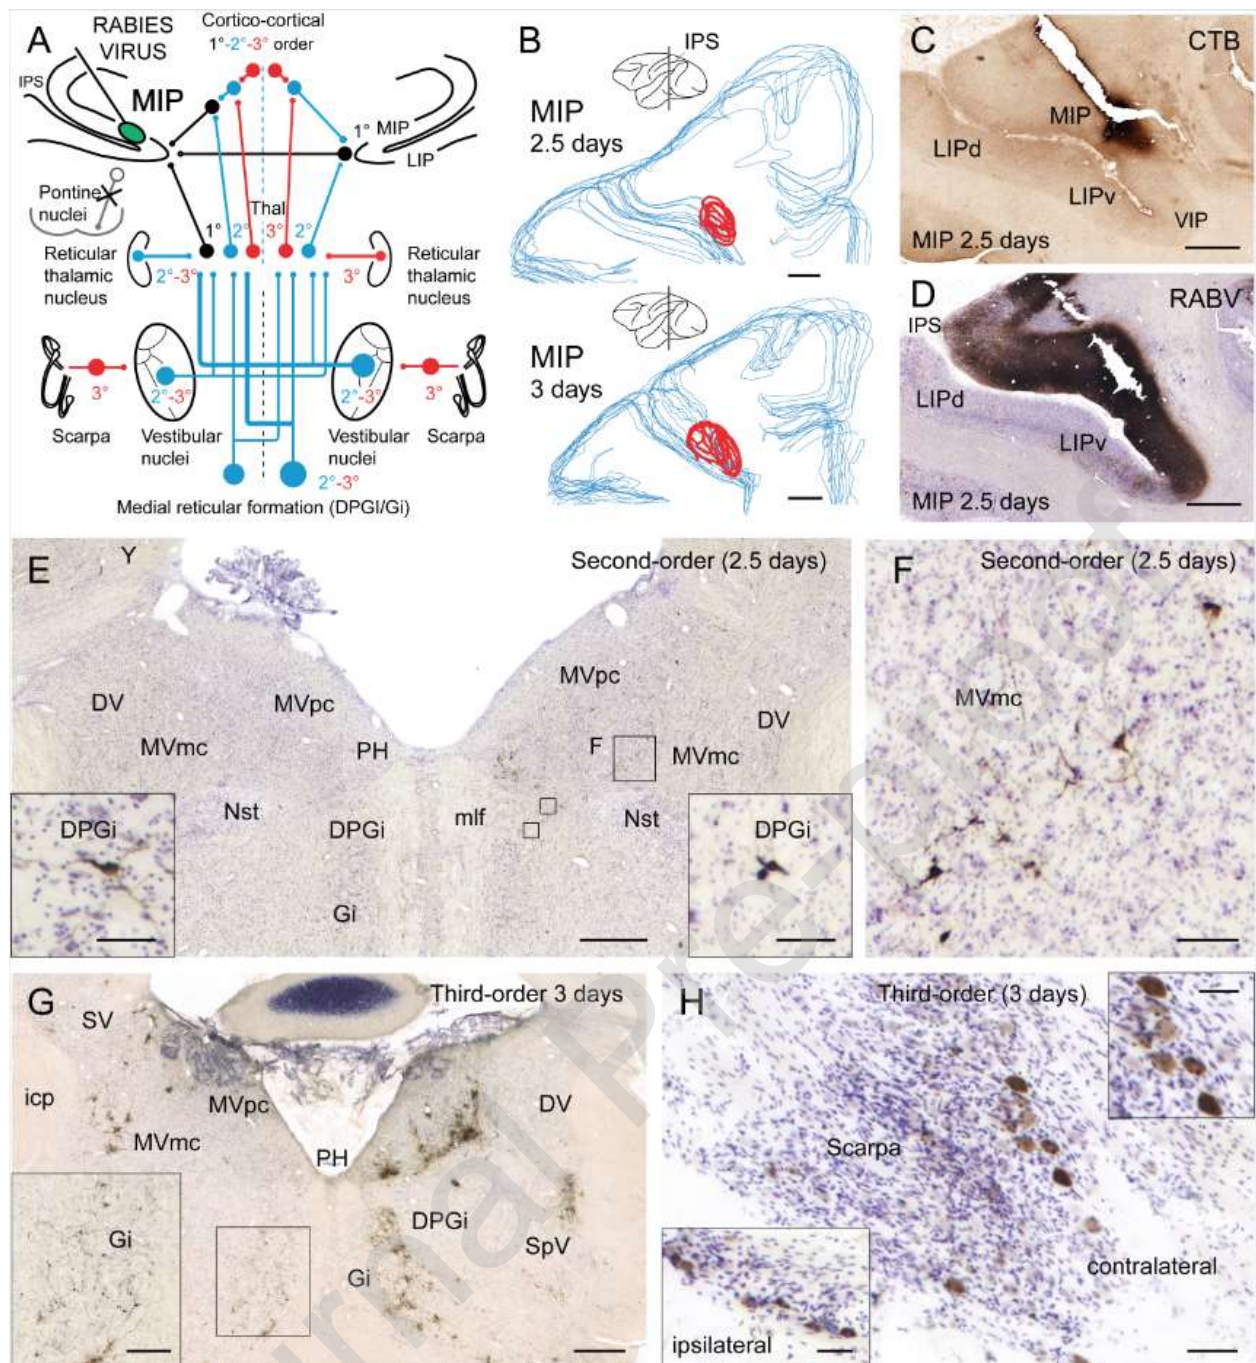 A
RABIES
VIRUS
Cortico-cortical
1°-2°-3° order
IPS
MIP
1°
MIP
LIP
Pontine
nuclei
Thal
1°
2°
3°
2°
Reticular
thalamic
nucleus
2°-3°
3°
Reticular
thalamic
nucleus
3°
2°-3°
2°-3°
3°
Scarpa
Vestibular
nuclei
Vestibular
nuclei
Scarpa
2°-3°
Medial reticular formation (DPGI/Gi)
B
IPS
MIP
2.5 days
MIP
3 days
C
CTB
MIP
LIPd
LIPv
VIP
MIP 2.5 days
D
RABV
IPS
LIPd
LIPv
MIP 2.5 days
E
Y
Second-order (2.5 days)
MVpc
MVpc
DV
DV
MVmc
PH
F
MVmc
Nst
DPGi
mlf
Nst
DPGi
DPGi
Gi
F
Second-order (2.5 days)
MVmc
G
Third-order 3 days
SV
icp
MVpc
DV
MVmc
PH
DPGi
Gi
SpV
Gi
H
Third-order (3 days)
Scarpa
contralateral
ipsilateral
Journal Pre-proof